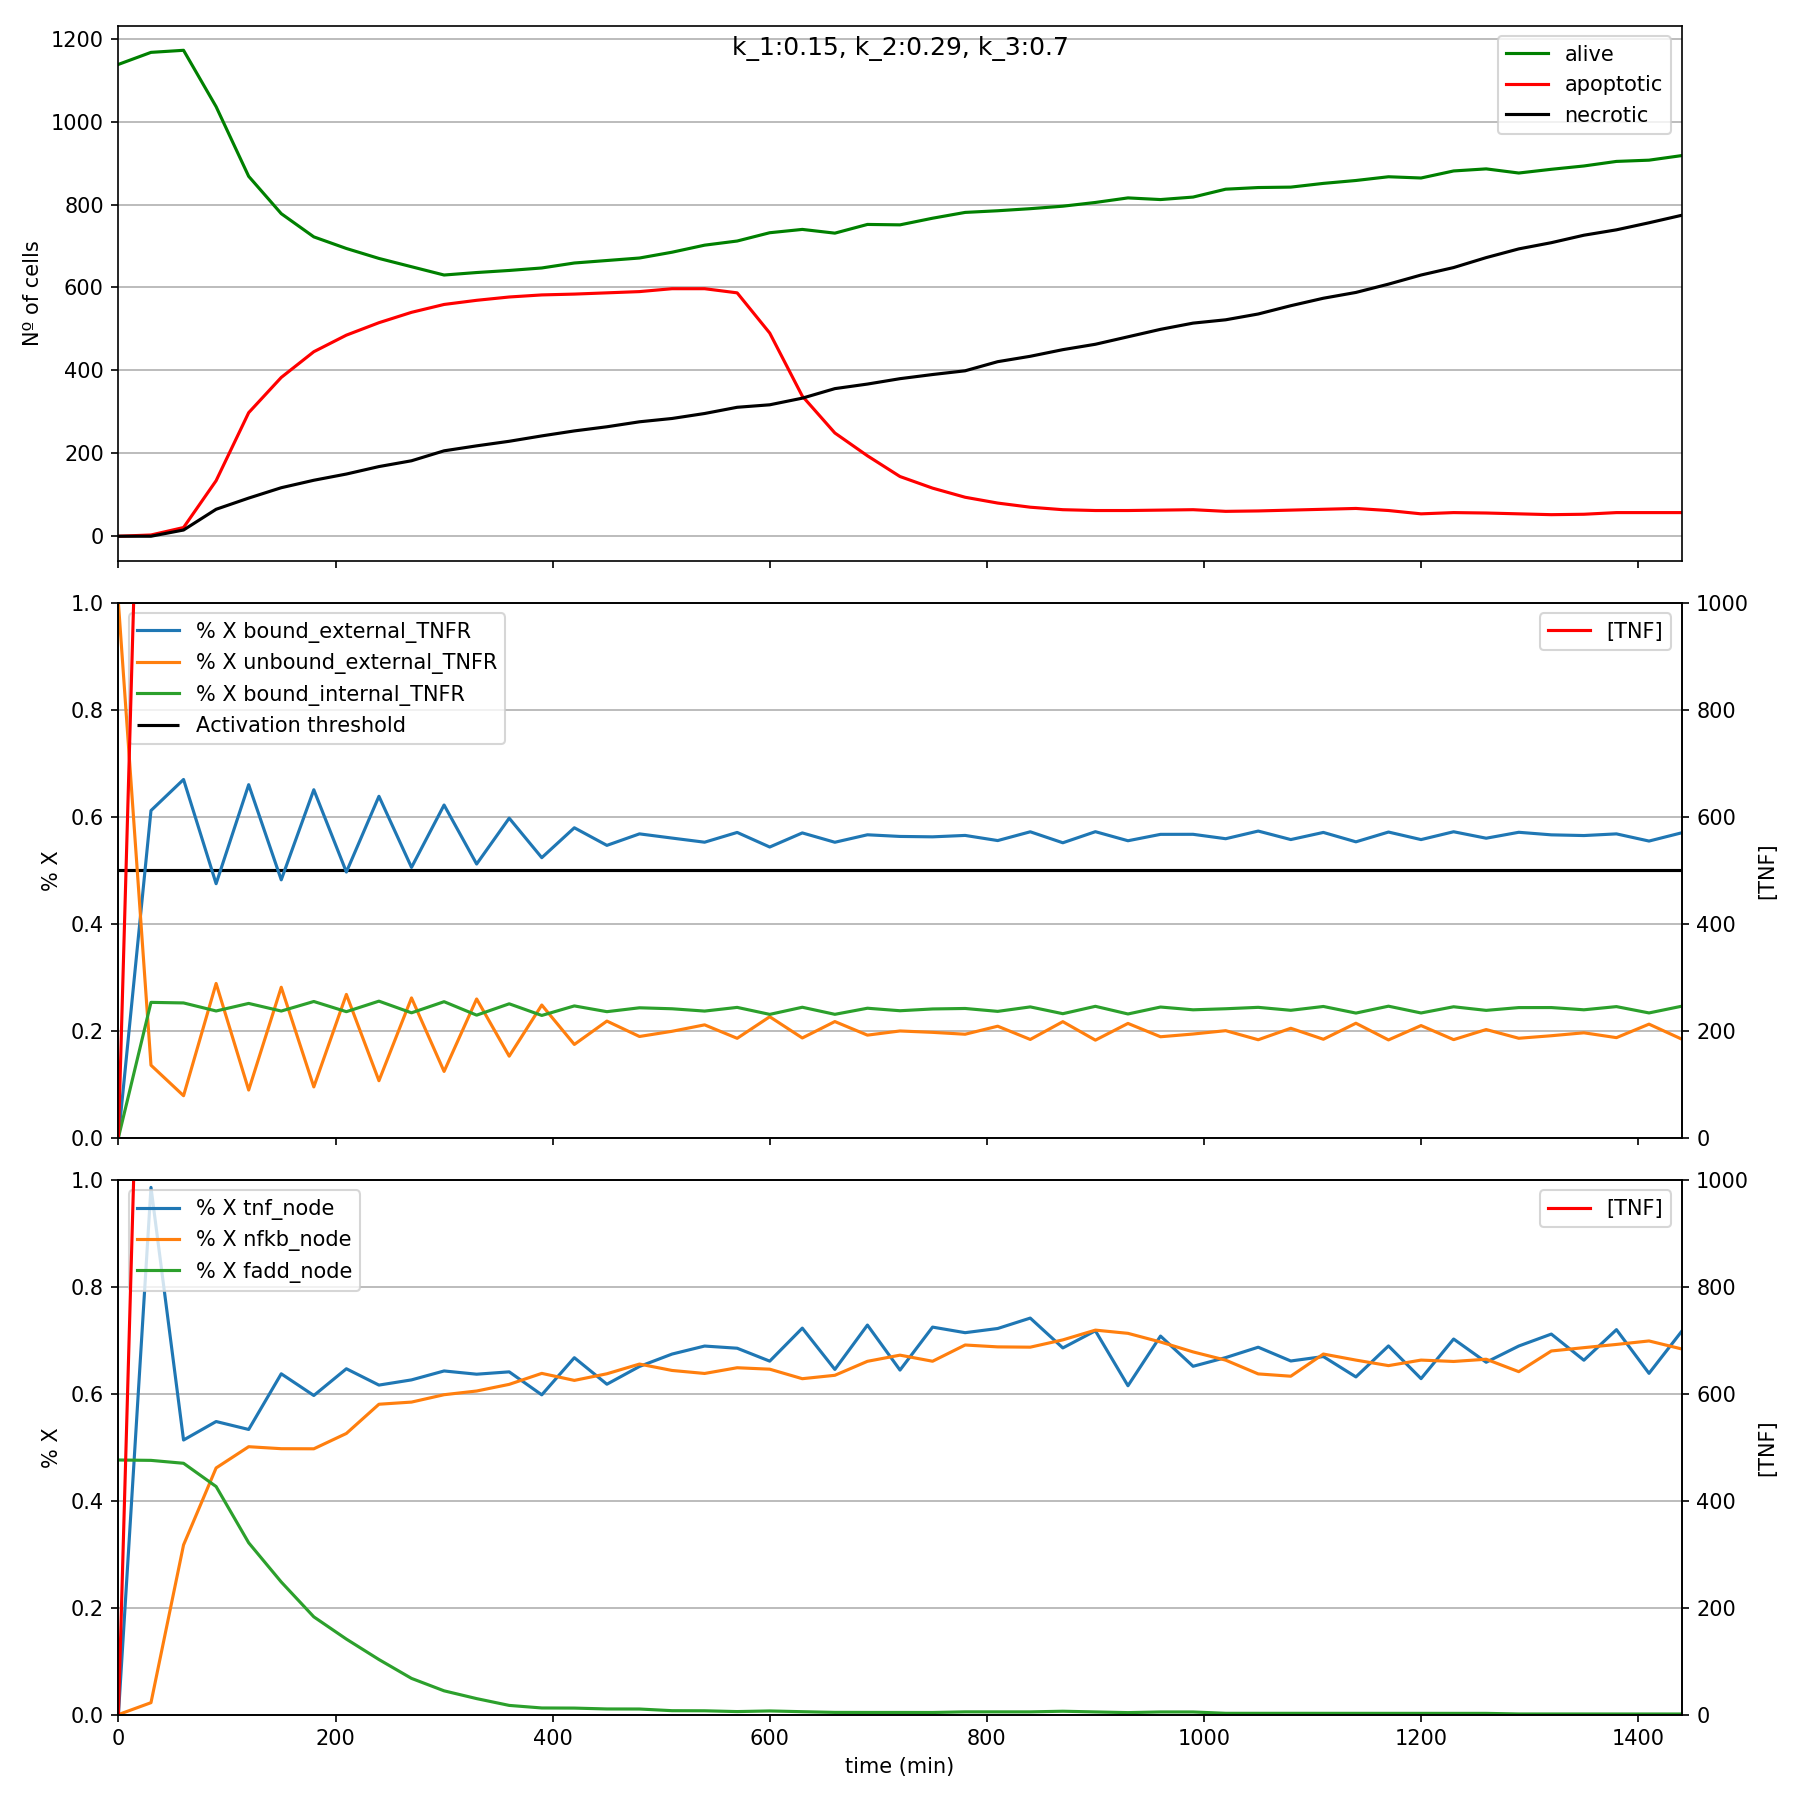 k_1:0.15, k_2:0.29, k_3:0.7
1200
1000
800
600
400
200
0
Nº of cells
alive
apoptotic
necrotic
1.0
0.8
0.6
0.4
0.2
0.0
% X
% X bound_external_TNFR
% X unbound_external_TNFR
% X bound_internal_TNFR
Activation threshold
[TNF]
1000
800
600
400
200
0
[TNF]
1.0
0.8
0.6
0.4
0.2
0.0
% X
% X tnf_node
% X nfkb_node
% X fadd_node
[TNF]
1000
800
600
400
200
0
[TNF]
0 200 400 600 800 1000 1200 1400
time (min)